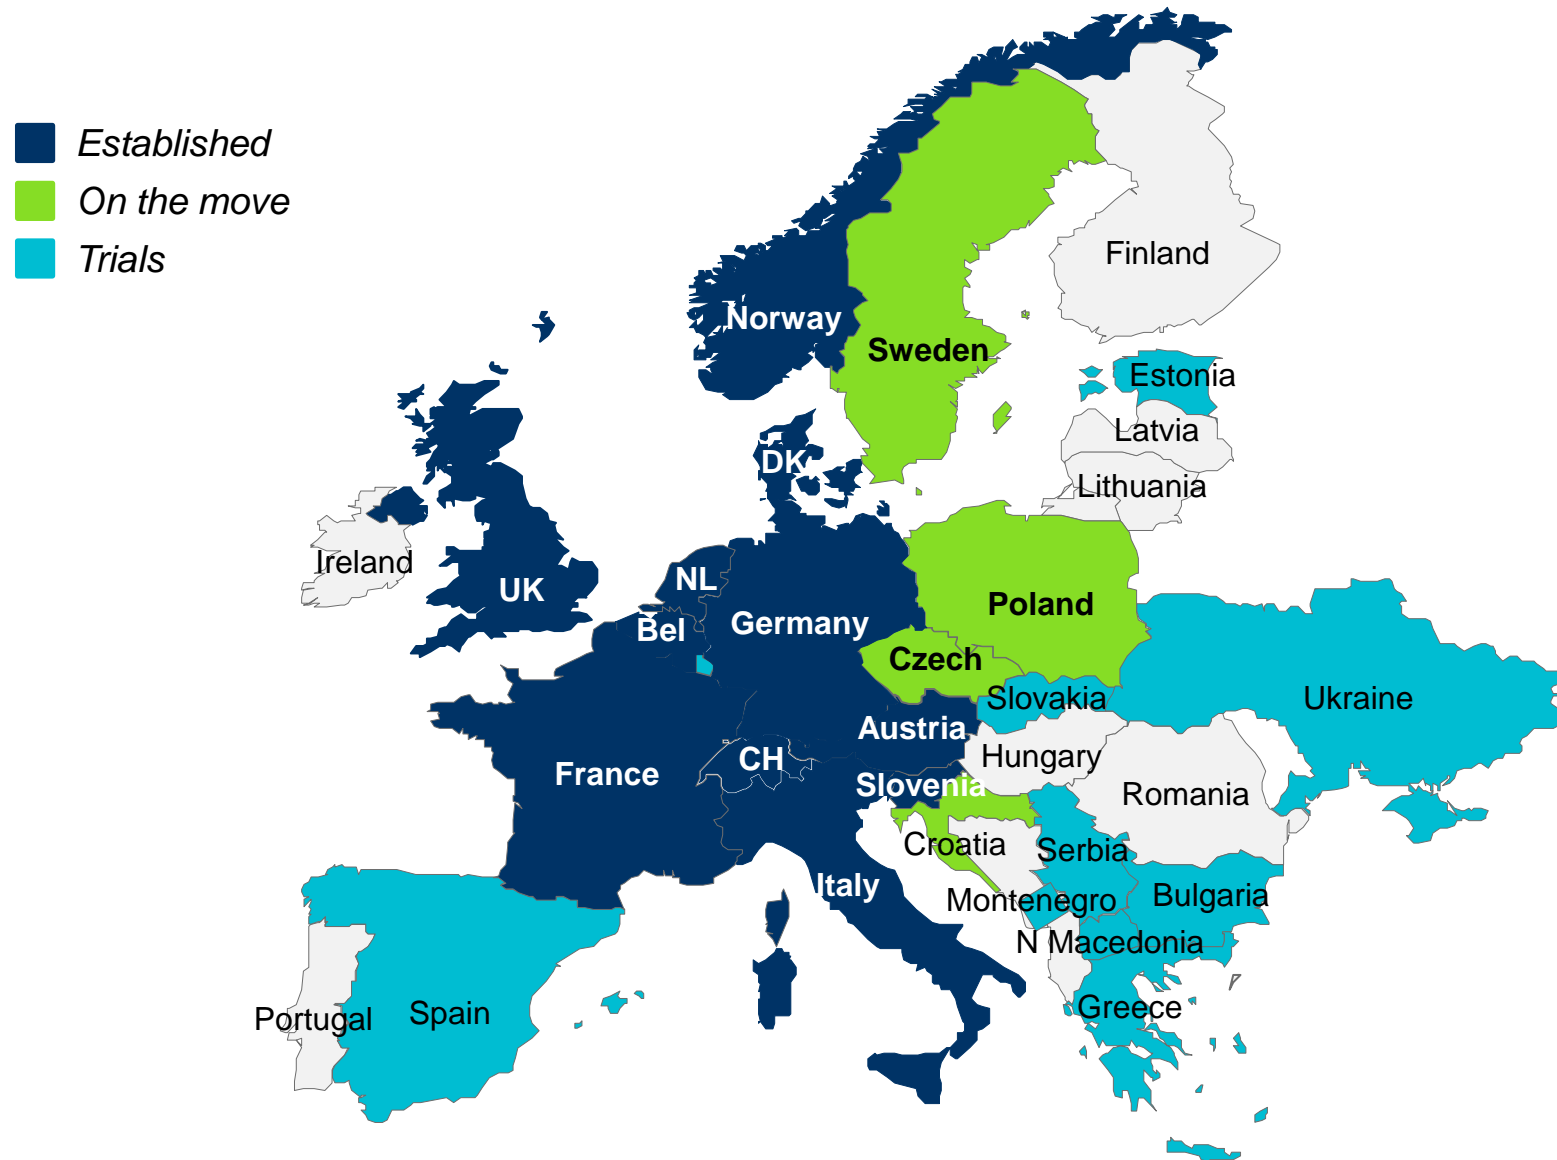 Established
On the move
Trials
Finland
Norway
Sweden
Estonia
Latvia
DK
Lithuania
Ireland
NL
UK
Poland
Germany
Bel
Czech
Slovakia
Ukraine
Austria
CH
Hungary
France
Slovenia
Romania
Croatia
Serbia
Italy
Bulgaria
Montenegro
N Macedonia
Greece
Spain
Portugal